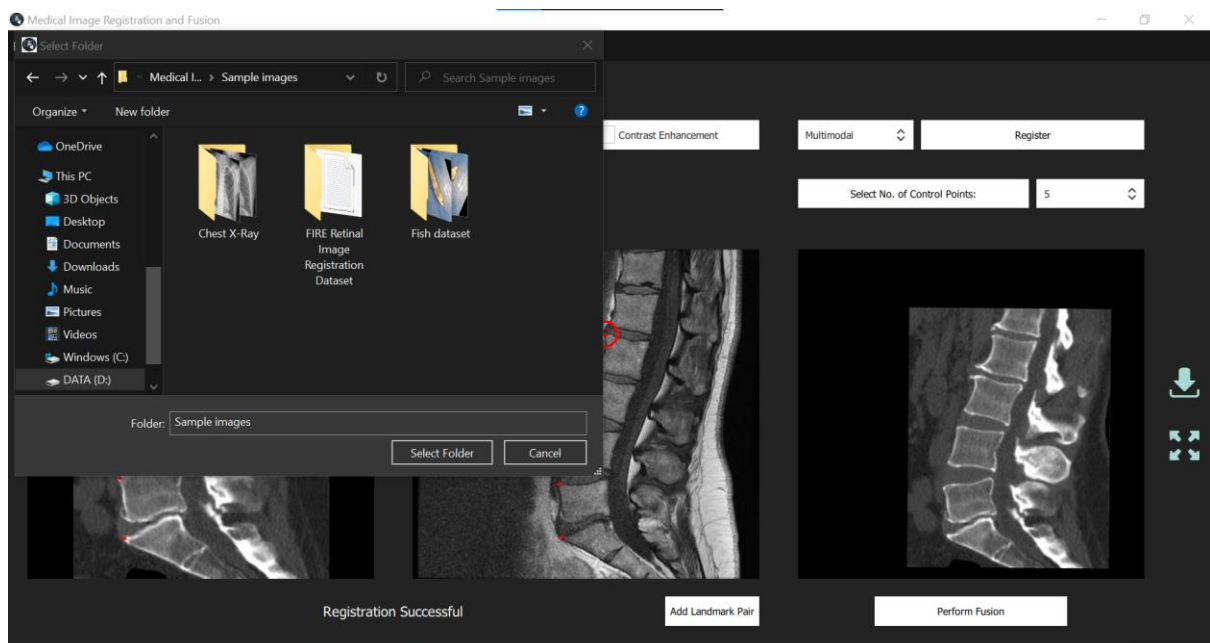 Medical Image Registration and Fusion
Select Folder
Medical I... > Sample images
Search Sample images
Organize
New folder
OneDrive
This PC
3D Objects
Desktop
Documents
Downloads
Music
Pictures
Videos
Windows (C:)
DATA (D:)
Chest X-Ray
FIRE Retinal
Image
Registration
Dataset
Fish dataset
Folder: Sample images
Select Folder
Cancel
Contrast Enhancement
Multimodal
Register
Select No. of Control Points:
5
Registration Successful
Add Landmark Pair
Perform Fusion